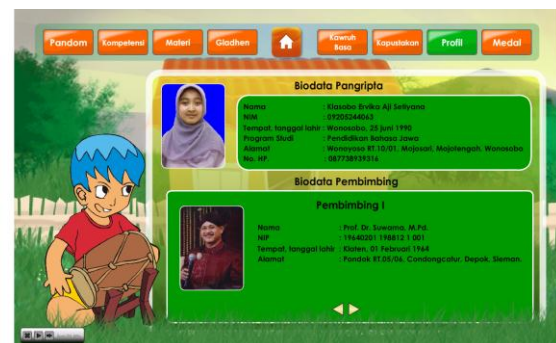 Pandom
Kompetensi
Materi
Gladhen
Kawruh
Basa
Kapustakan
Profil
Medal
Biodata Pangripta
Nama : Klasoba Ervika Aji Setiyana
NIM : 09205244063
Tempat, tanggal lahir : Wonosobo, 25 juni 1990
Program Studi : Pendidikan Bahasa Jawa
Alamat : Wonoyoso RT.10/01, Mojosari, Mojotengah, Wonosobo
No. HP. : 087738939316
Biodata Pembimbing
Pembimbing I
Nama : Prof. Dr. Suwarna, M.Pd.
NIP : 19640201 198812 1 001
Tempat, tanggal lahir : Klaten, 01 Februari 1964
Alamat : Pondok RT.05/06, Condongcatur, Depok, Sleman.